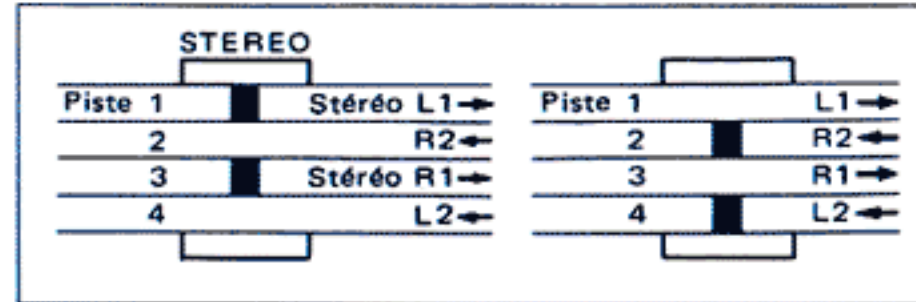 STEREO
Piste 1 Stéréo L1
2 R2
3 Stéréo R1
4 L2
Piste 1 L1
2 R2
3 R1
4 L2